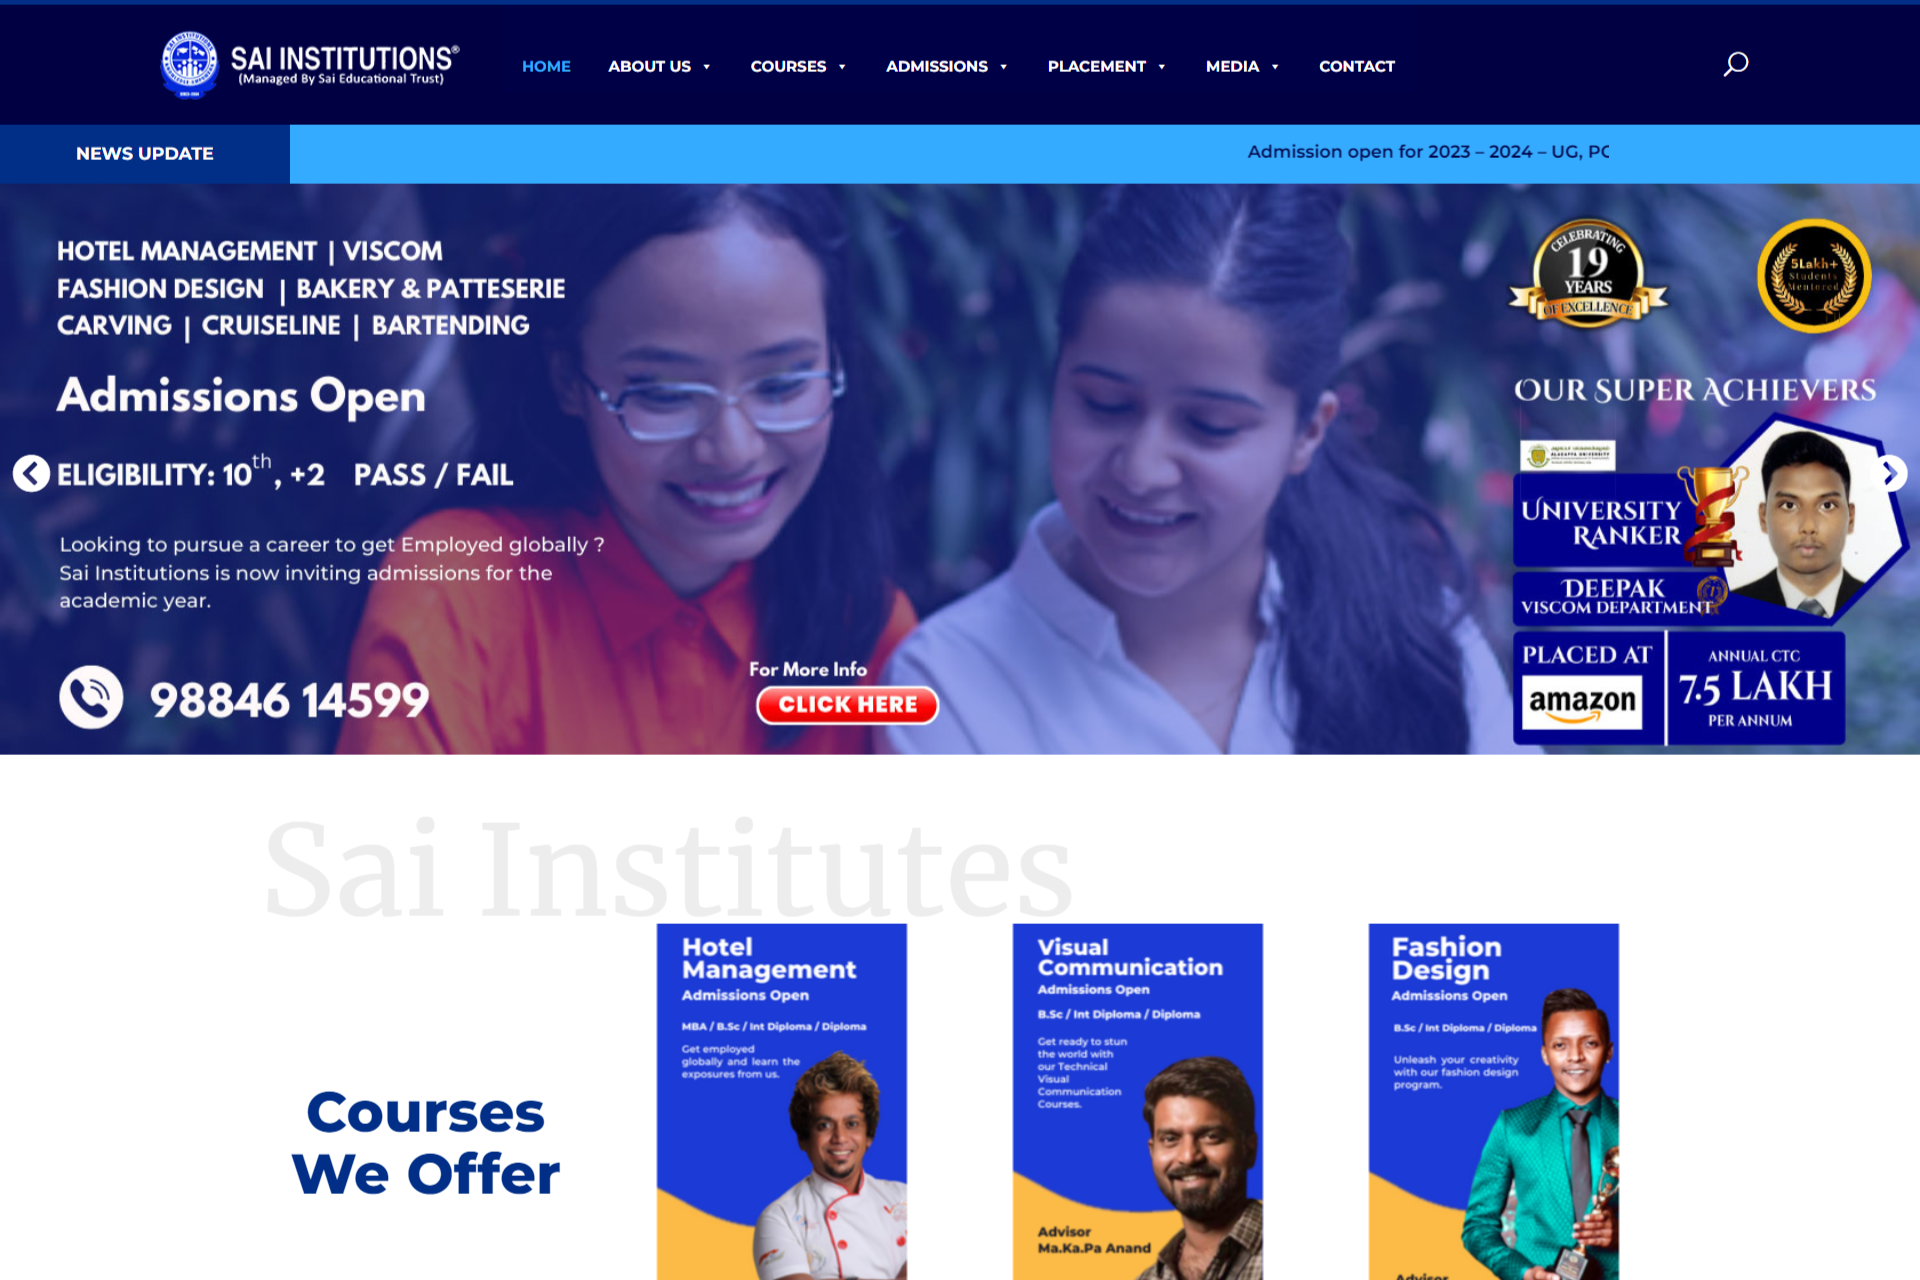 SAI INSTITUTIONS®
(Managed By Sai Educational Trust)
HOME
ABOUT US
COURSES
ADMISSIONS
PLACEMENT
MEDIA
CONTACT
NEWS UPDATE
Admission open for 2023 – 2024 – UG,
HOTEL MANAGEMENT | VISCOM
FASHION DESIGN | BAKERY & PATTESERIE
CARVING | CRUISELINE | BARTENDING
Admissions Open
ELIGIBILITY: 10th, +2 PASS / FAIL
Looking to pursue a career to get Employed globally ?
Sai Institutions is now inviting admissions for the
academic year.
98846 14599
For More Info
CLICK HERE
CELEBRATING
19
YEARS
OF EXCELLENCE
5Lakh+
Students
Mentored
OUR SUPER ACHIEVERS
ALAGAPPA UNIVERSITY
UNIVERSITY
RANKER
DEEPAK
VISCOM DEPARTMENT
PLACED AT
amazon
ANNUAL CTC
7.5 LAKH
PER ANNUM
Sai Institutes
Courses
We Offer
Hotel
Management
Admissions Open
MBA / B.Sc / Int Diploma / Diploma
Get employed
globally and learn the
exposures from us.
Visual
Communication
Admissions Open
B.Sc / Int Diploma / Diploma
Get ready to stun
the world with
our Technical
Visual
Communication
Courses.
Advisor
Ma.Ka.Pa Anand
Fashion
Design
Admissions Open
B.Sc / Int Diploma / Diploma
Unleash your creativity
with our fashion design
program.
Advisor